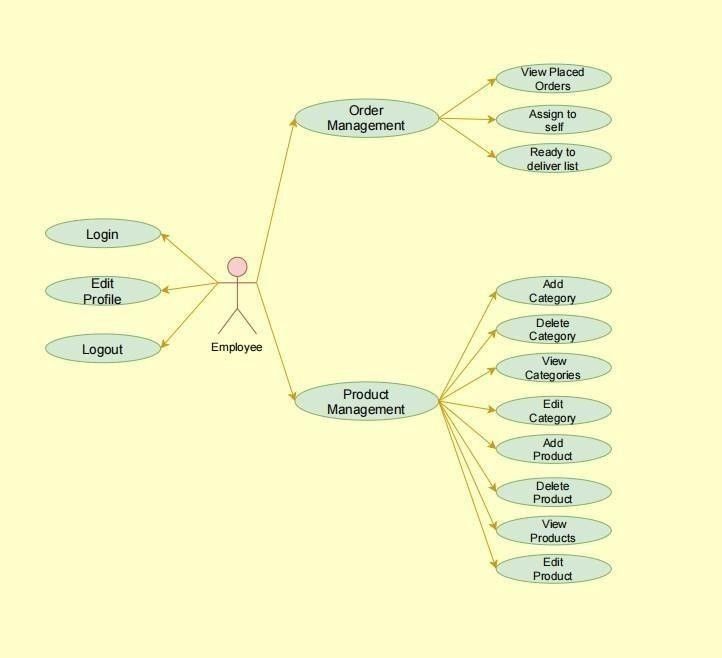 View Placed
Orders
Order
Management
Assign to
self
Ready to
deliver list
Login
Edit
Profile
Logout
Employee
Add
Category
Delete
Category
View
Categories
Product
Management
Edit
Category
Add
Product
Delete
Product
View
Products
Edit
Product